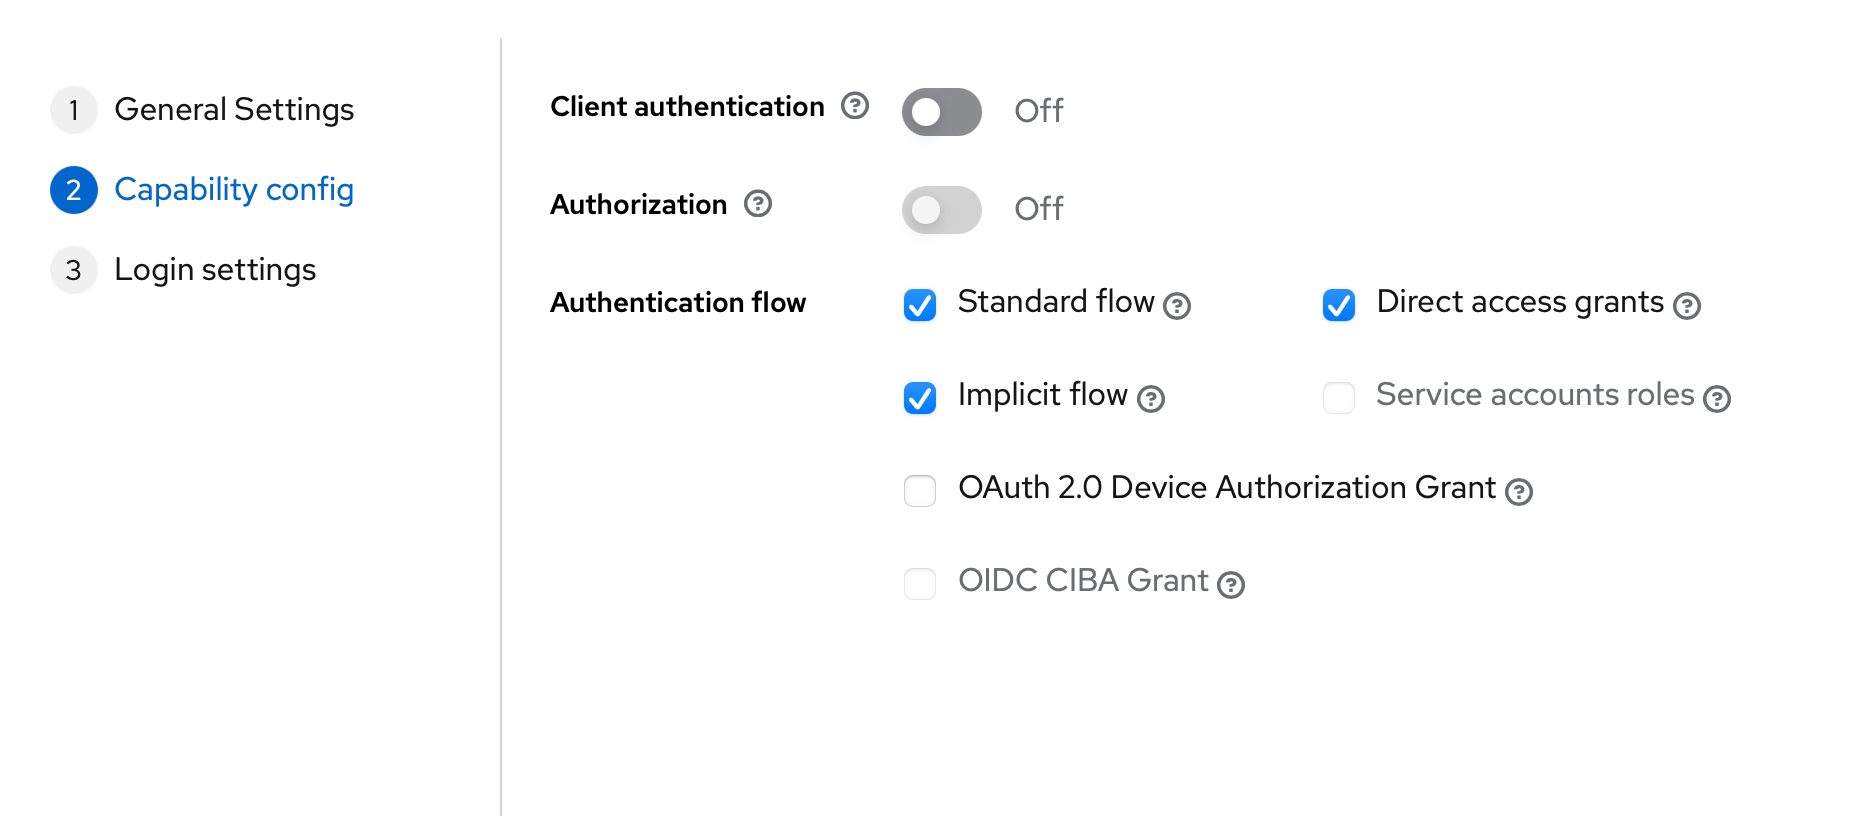 1 General Settings
2 Capability config
3 Login settings
Client authentication ? Off
Authorization ? Off
Authentication flow
Standard flow ? Direct access grants ?
Implicit flow ? Service accounts roles ?
OAuth 2.0 Device Authorization Grant ?
OIDC CIBA Grant ?